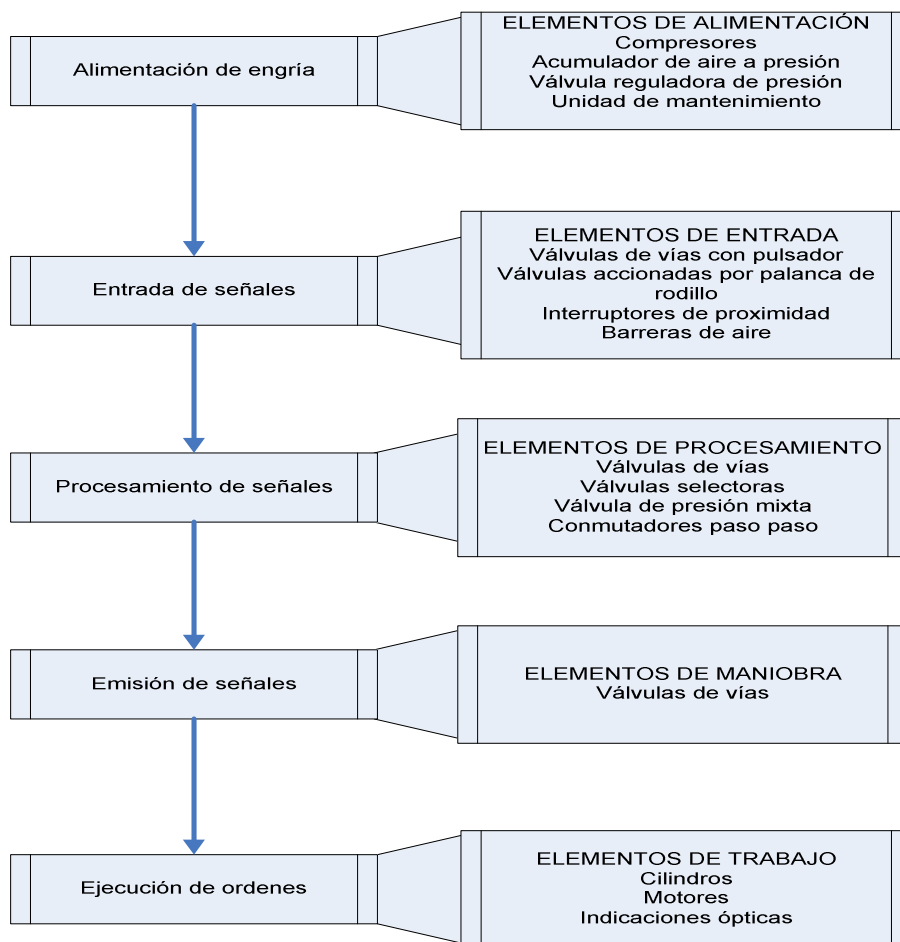 Alimentación de engría
ELEMENTOS DE ALIMENTACIÓN
Compresores
Acumulador de aire a presión
Válvula reguladora de presión
Unidad de mantenimiento
Entrada de señales
ELEMENTOS DE ENTRADA
Válvulas de vías con pulsador
Válvulas accionadas por palanca de
rodillo
Interruptores de proximidad
Barreras de aire
Procesamiento de señales
ELEMENTOS DE PROCESAMIENTO
Válvulas de vías
Válvulas selectoras
Válvula de presión mixta
Conmutadores paso paso
Emisión de señales
ELEMENTOS DE MANIOBRA
Válvulas de vías
Ejecución de ordenes
ELEMENTOS DE TRABAJO
Cilindros
Motores
Indicaciones ópticas